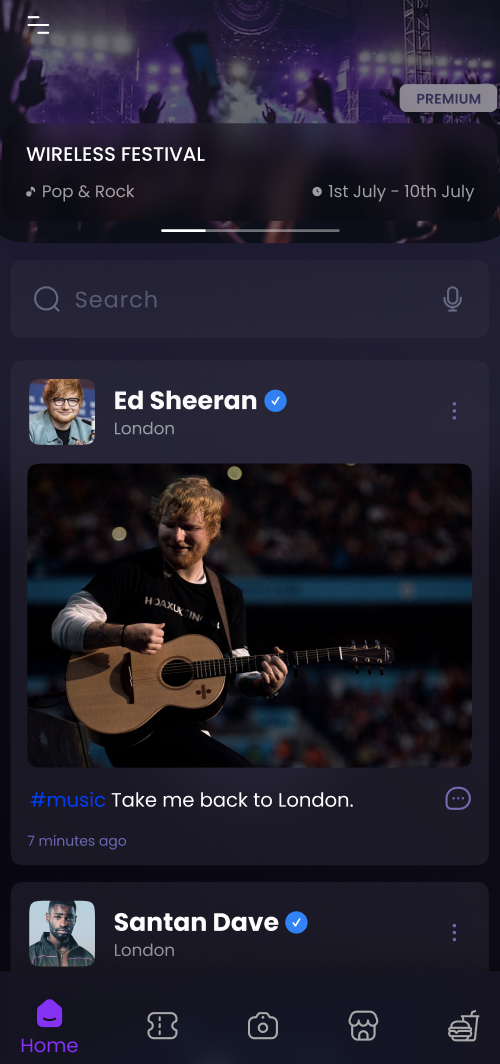 PREMIUM
WIRELESS FESTIVAL
Pop & Rock
1st July - 10th July
Search
Ed Sheeran
London
#music Take me back to London.
7 minutes ago
Santan Dave
London
Home